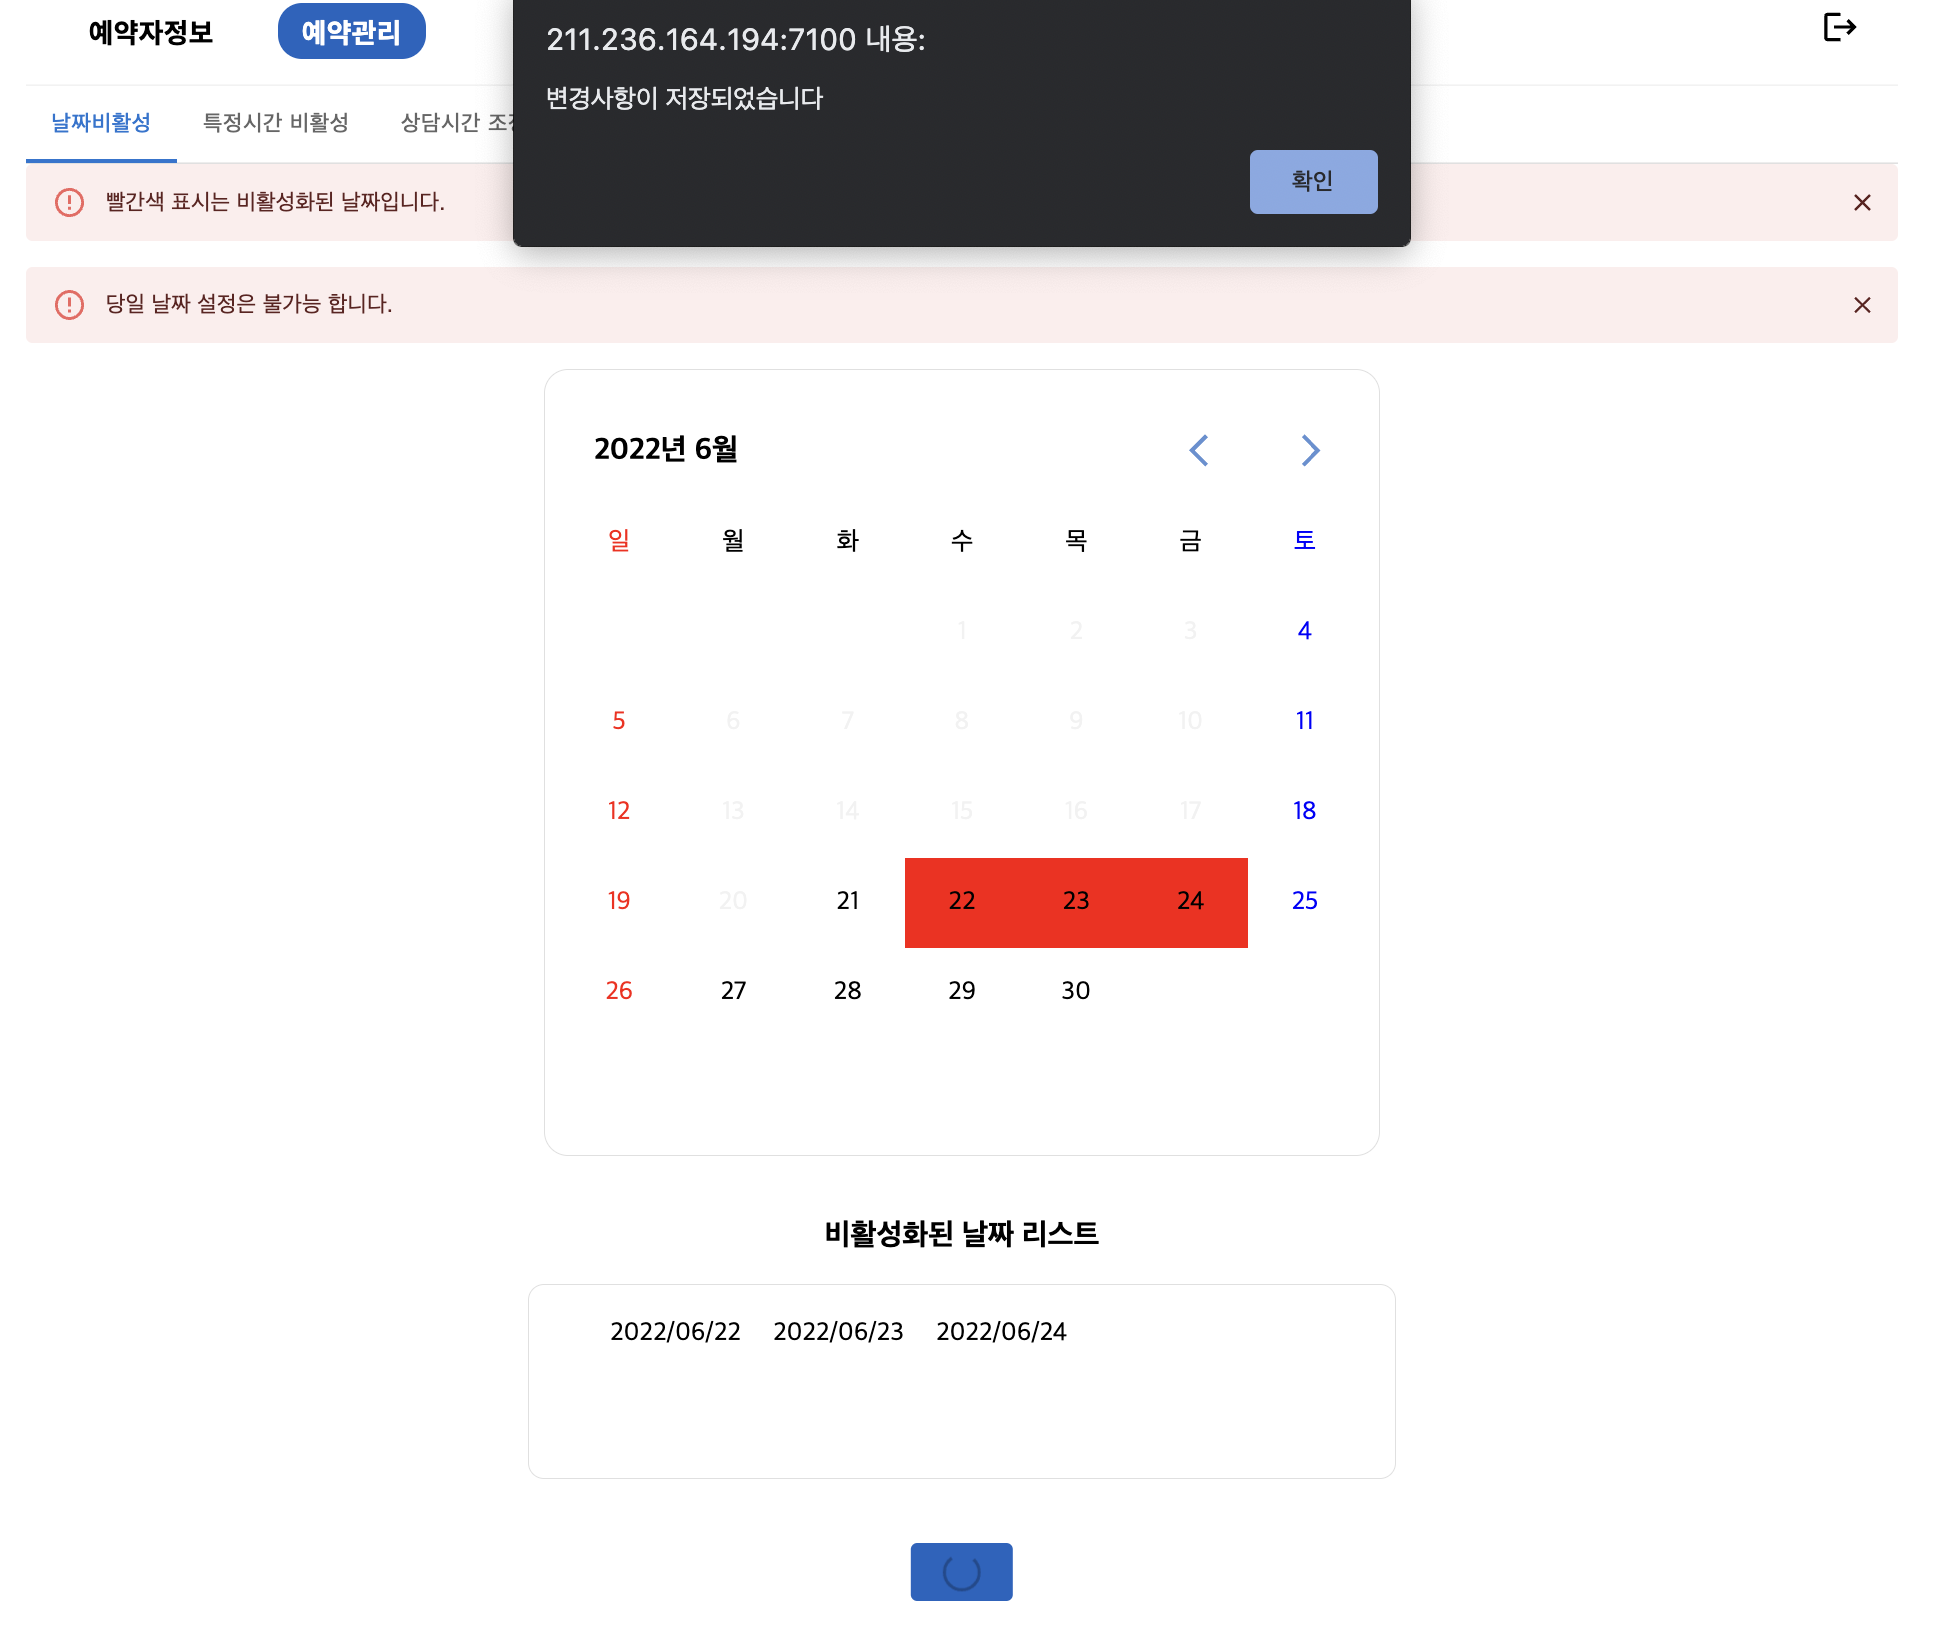 예약자정보 예약관리
211.236.164.194:7100 내용:
변경사항이 저장되었습니다
확인
날짜비활성 특정시간 비활성 상담시간
빨간색 표시는 비활성화된 날짜입니다.
당일 날짜 설정은 불가능 합니다.
2022년 6월
일 월 화 수 목 금 토
1 2 3 4
5 6 7 8 9 10 11
12 13 14 15 16 17 18
19 20 21 22 23 24 25
26 27 28 29 30
비활성화된 날짜 리스트
2022/06/22 2022/06/23 2022/06/24